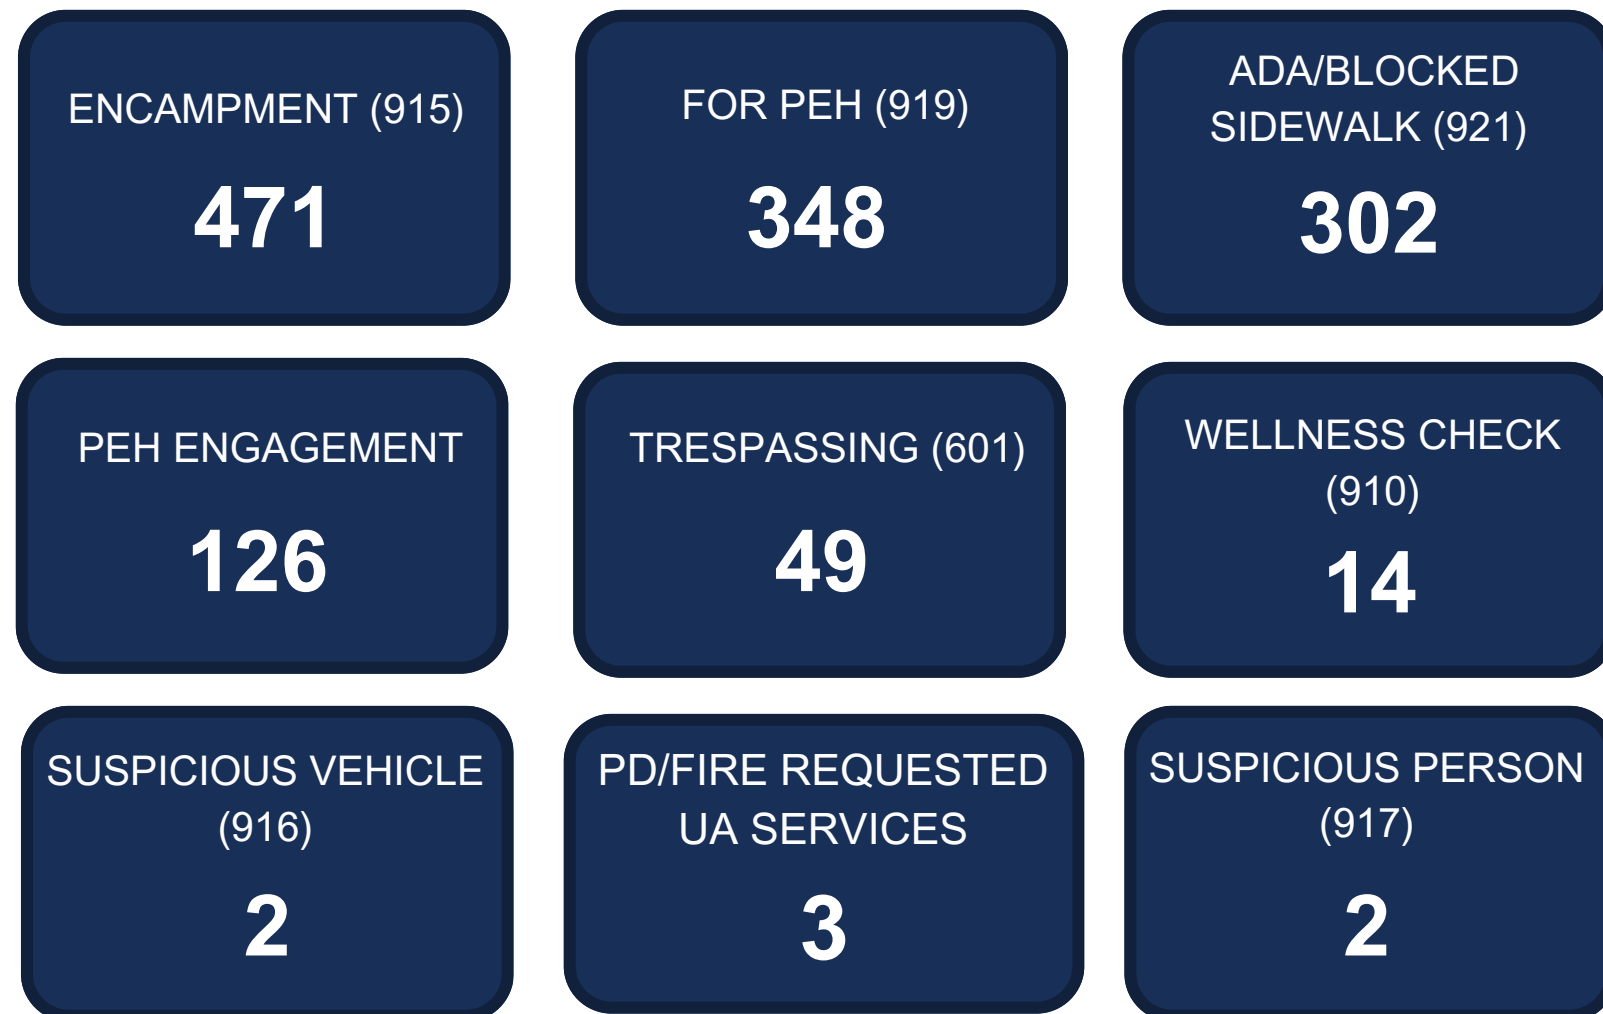 ENCAMPMENT (915)
471
FOR PEH (919)
348
ADA/BLOCKED
SIDEWALK (921)
302
PEH ENGAGEMENT
126
TRESPASSING (601)
49
WELLNESS CHECK
(910)
14
SUSPICIOUS VEHICLE
(916)
2
PD/FIRE REQUESTED
UA SERVICES
3
SUSPICIOUS PERSON
(917)
2